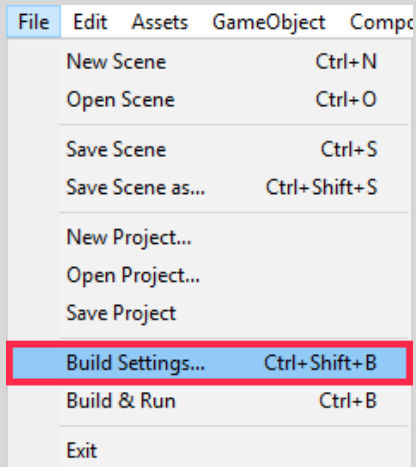 File Edit Assets GameObject
New Scene Ctrl+N
Open Scene Ctrl+O
Save Scene Ctrl+S
Save Scene as... Ctrl+Shift+S
New Project...
Open Project...
Save Project
Build Settings... Ctrl+Shift+B
Build & Run Ctrl+B
Exit